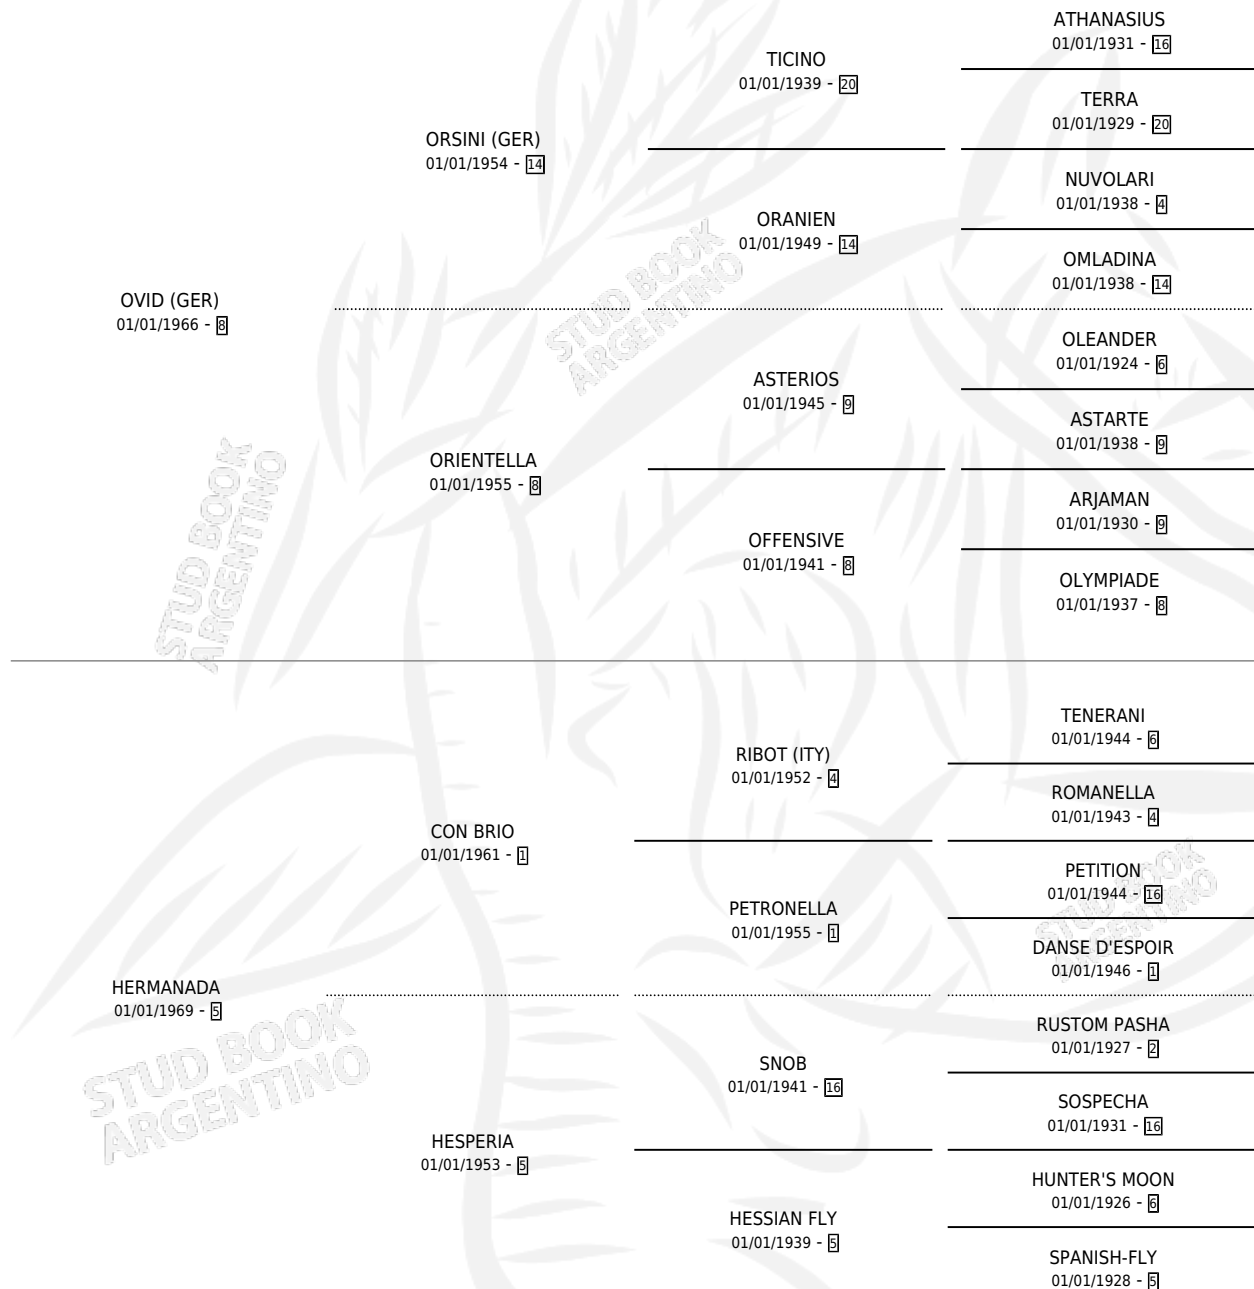 ATHANASIUS
01/01/1931 - 16
TICINO
01/01/1939 - 20
TERRA
01/01/1929 - 20
ORSINI (GER)
01/01/1954 - 14
NUVOLARI
01/01/1938 - 4
ORANIEN
01/01/1949 - 14
OMLADINA
01/01/1938 - 14
OVID (GER)
01/01/1966 - 8
OLEANDER
01/01/1924 - 6
ASTERIOS
01/01/1945 - 9
ASTARTE
01/01/1938 - 9
ORIENTELLA
01/01/1955 - 8
ARJAMAN
01/01/1930 - 9
OFFENSIVE
01/01/1941 - 8
OLYMPIADE
01/01/1937 - 8
TENERANI
01/01/1944 - 6
RIBOT (ITY)
01/01/1952 - 4
ROMANELLA
01/01/1943 - 4
CON BRIO
01/01/1961 - 1
PETITION
01/01/1944 - 16
PETRONELLA
01/01/1955 - 1
DANSE D'ESPOIR
01/01/1946 - 1
HERMANADA
01/01/1969 - 5
RUSTOM PASHA
01/01/1927 - 2
SNOB
01/01/1941 - 16
SOSPECHA
01/01/1931 - 16
HESPERIA
01/01/1953 - 5
HUNTER'S MOON
01/01/1926 - 6
HESSIAN FLY
01/01/1939 - 5
SPANISH-FLY
01/01/1928 - 5
STUD BOOK
ARGENTINO
STUD BOOK
ARGENTINO
STUD BOOK
ARGENTINO
STUD BOOK
ARGENTINO